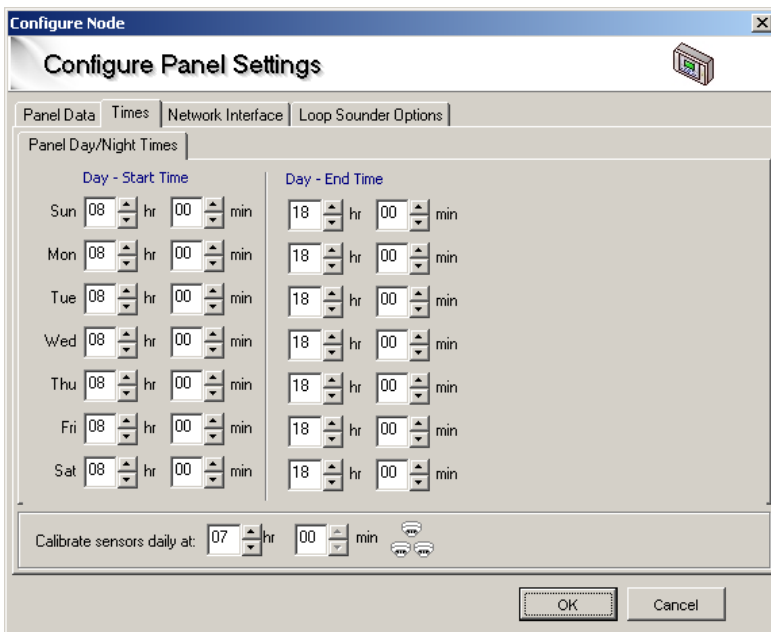 Configure Node
Configure Panel Settings
Panel Data Times Network Interface Loop Sounder Options
Panel Day/Night Times
Day - Start Time Day - End Time
Sun 08 hr 00 min 18 hr 00 min
Mon 08 hr 00 min 18 hr 00 min
Tue 08 hr 00 min 18 hr 00 min
Wed 08 hr 00 min 18 hr 00 min
Thu 08 hr 00 min 18 hr 00 min
Fri 08 hr 00 min 18 hr 00 min
Sat 08 hr 00 min 18 hr 00 min
Calibrate sensors daily at: 07 hr 00 min
OK Cancel